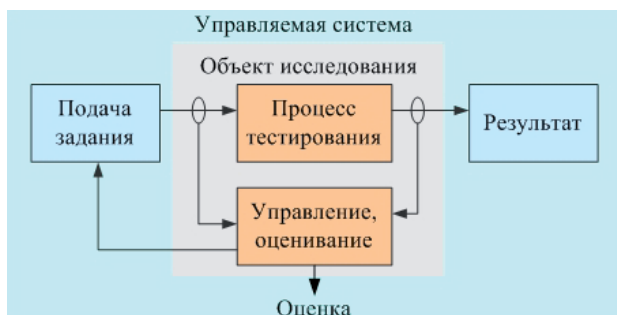 Управляемая система
Объект исследования
Подача
задания
Процесс
тестирования
Результат
Управление,
оценивание
Оценка